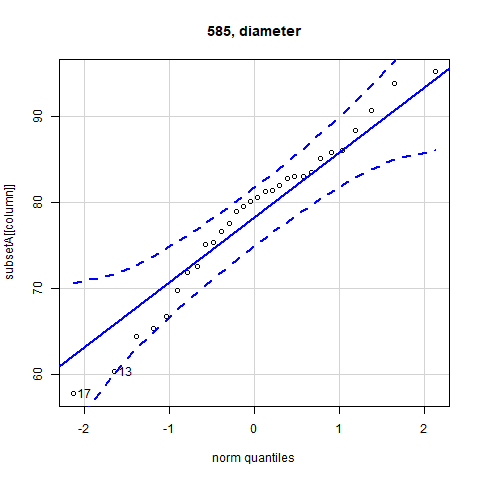 585, diameter
subsetA[[column]]
90
80
70
60
17
13
-2 -1 0 1 2
norm quantiles